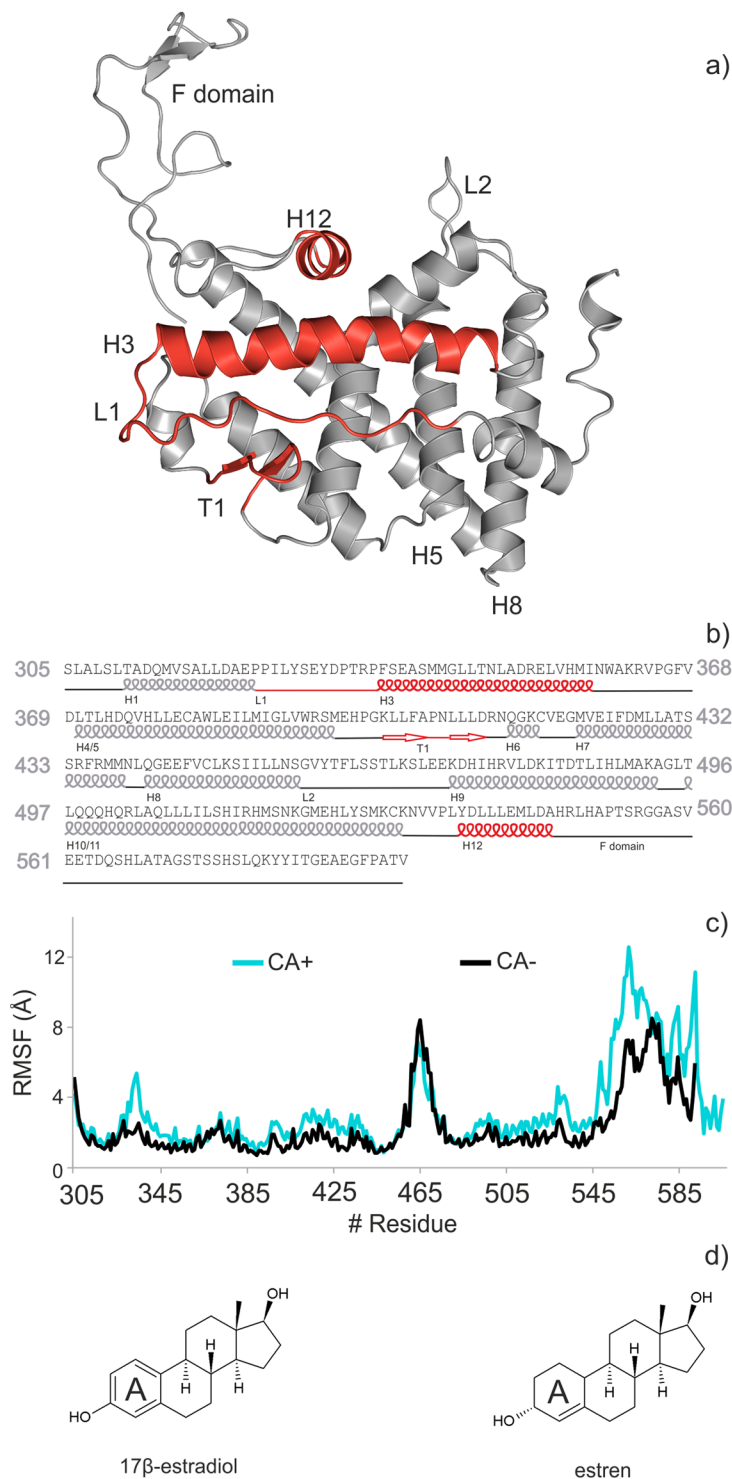 a)
F domain
L2
H12
H3
L1
T1
H5
H8
b)
305 SLALSLTADQMVSALLDAEPPILYSEYDPTRPFSEASMMGLLTNLADRELVHMINWAKRVPGFV 368
H1 L1 H3
369 DLTLHDQVHLLECAWLEILMIGLVWRSMEHPGKLLFAPNLLLDRNQGKCVEGMVEIFDMLLATS 432
H4/5 T1 H6 H7
433 SRFRMMNLQGEEFVCLKSIILLNSGVYTFLSSTLKSLEEKDHIHRVLDKITDTLIHLMAKAGLT 496
H8 L2 H9
497 LQQQHQRLAQLLLILSHIRHMSNKGMEHLYSMKCKNVVPLYDLLLEMLDAHRLHAPTSRGGASV 560
H10/11 H12 F domain
561 EETDQSHLATAGSTSSHSLQKYYITGEAEGFPATV
c)
CA+ CA-
RMSF (Å)
12
8
4
0
305 345 385 425 465 505 545 585
# Residue
d)
OH OH
H H
H H H H
A A
HO HO
17β-estradiol estren